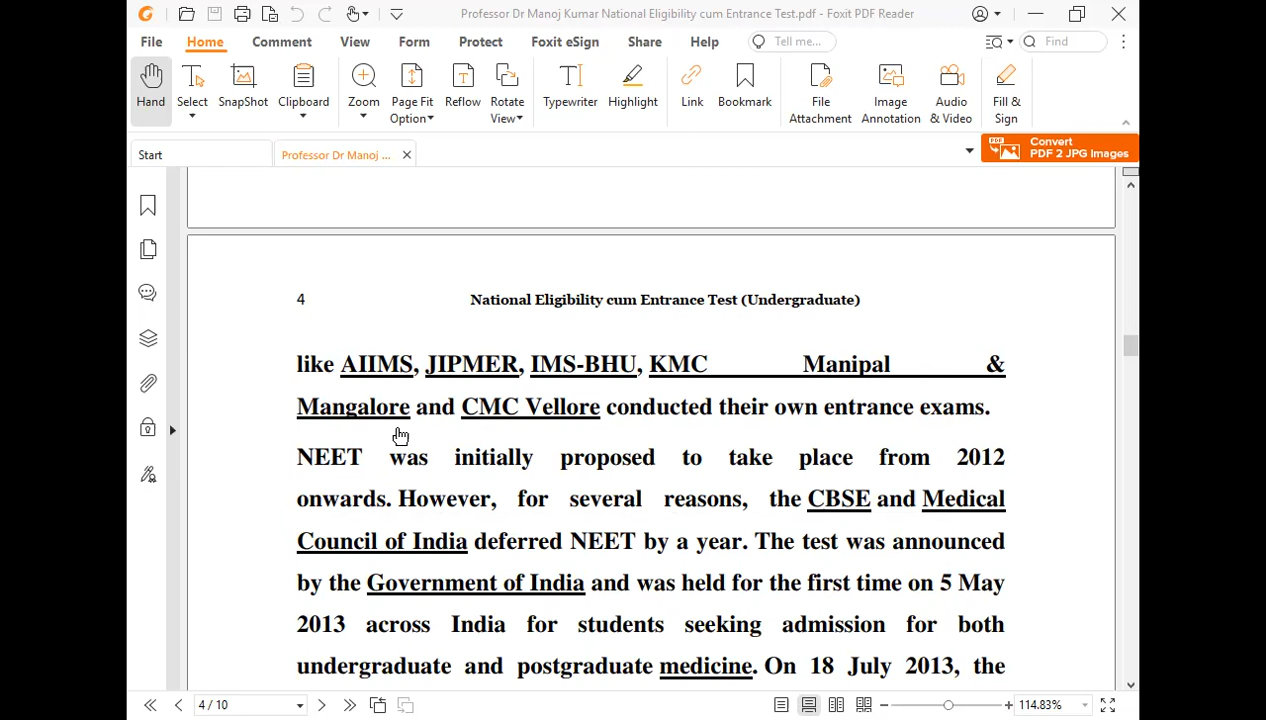 Professor Dr Manoj Kumar National Eligibility cum Entrance Test.pdf - Foxit PDF Reader
File Home Comment View Form Protect Foxit eSign Share Help Tell me... Find
Hand Select SnapShot Clipboard Zoom Page Fit Option Reflow Rotate View Typewriter Highlight Link Bookmark File Attachment Image Annotation Audio & Video Fill & Sign
Start Professor Dr Manoj ... PDF Convert
PDF 2 JPG Images
4 National Eligibility cum Entrance Test (Undergraduate)
like AIIMS, JIPMER, IMS-BHU, KMC Manipal &
Mangalore and CMC Vellore conducted their own entrance exams.
NEET was initially proposed to take place from 2012
onwards. However, for several reasons, the CBSE and Medical
Council of India deferred NEET by a year. The test was announced
by the Government of India and was held for the first time on 5 May
2013 across India for students seeking admission for both
undergraduate and postgraduate medicine. On 18 July 2013, the
4 / 10 114.83%